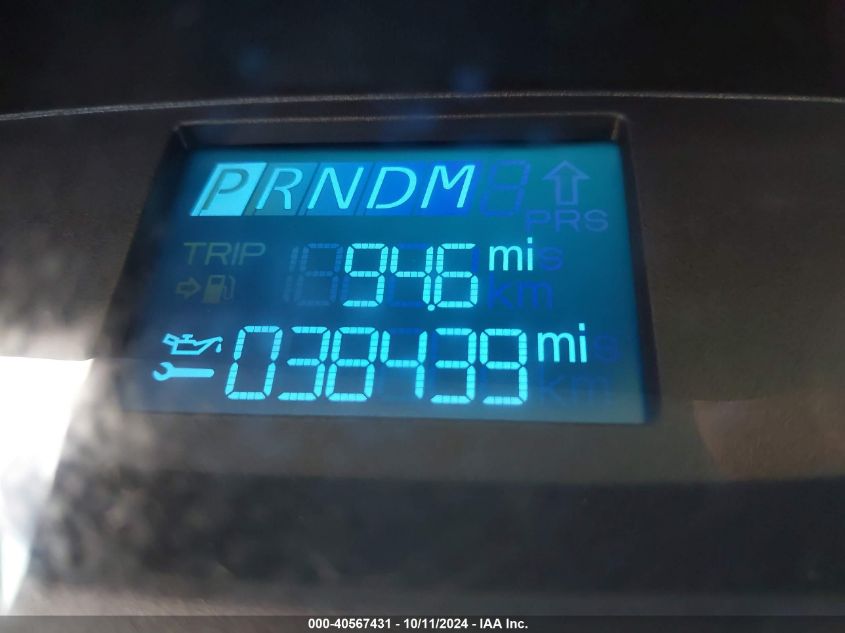 PRNDM
PRS
TRIP 94.6 mi
km
038439 mi
km
000-40567431 - 10/11/2024 - IAA Inc.